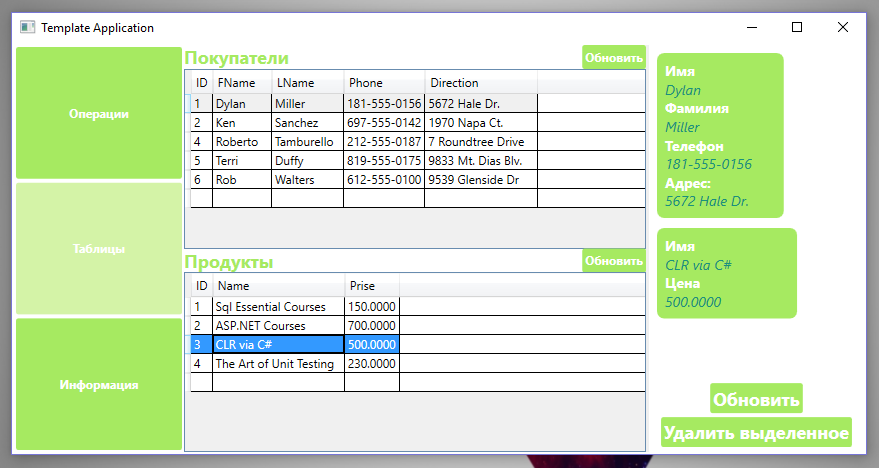 Template Application
Операции
Таблицы
Информация
Покупатели Обновить
ID FName LName Phone Direction
1 Dylan Miller 181-555-0156 5672 Hale Dr.
2 Ken Sanchez 697-555-0142 1970 Napa Ct.
4 Roberto Tamburello 212-555-0187 7 Roundtree Drive
5 Terri Duffy 819-555-0175 9833 Mt. Dias Blv.
6 Rob Walters 612-555-0100 9539 Glenside Dr
Продукты Обновить
ID Name Prise
1 Sql Essential Courses 150.0000
2 ASP.NET Courses 700.0000
3 CLR via C# 500.0000
4 The Art of Unit Testing 230.0000
Имя
Dylan
Фамилия
Miller
Телефон
181-555-0156
Адрес:
5672 Hale Dr.
Имя
CLR via C#
Цена
500.0000
Обновить
Удалить выделенное